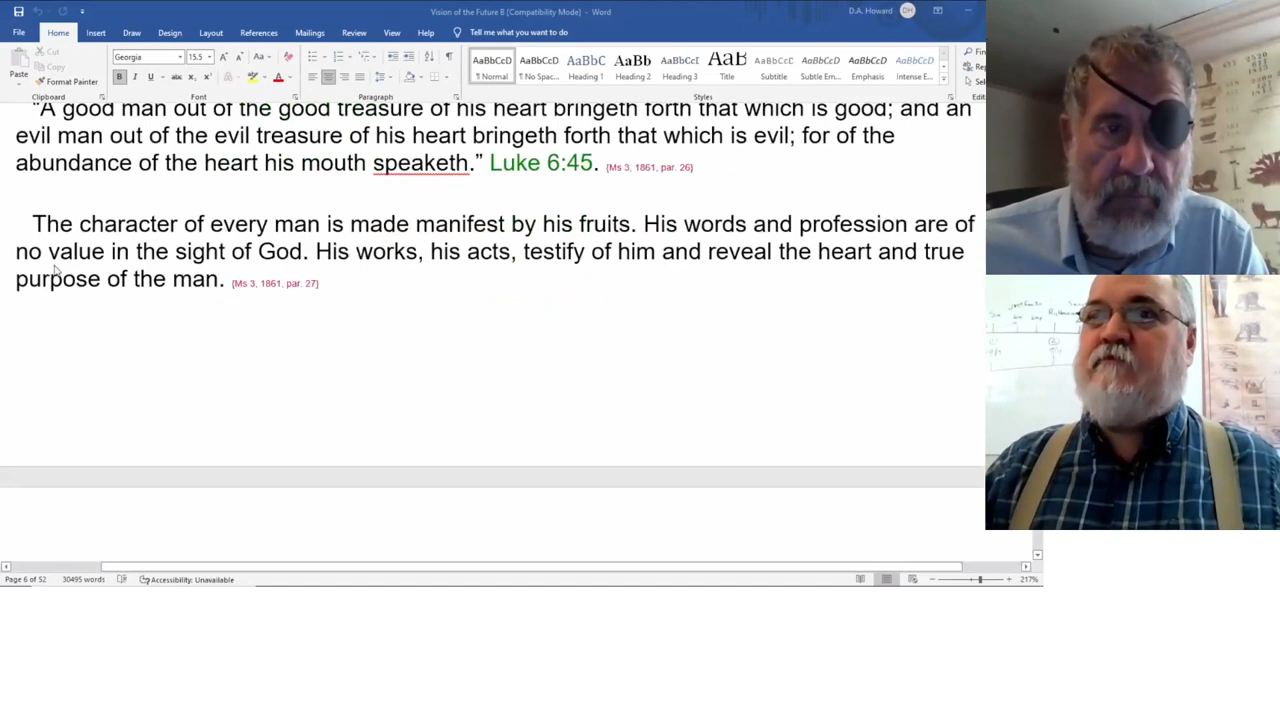 Vision of the Future 8 [Compatibility Mode] - Word
D.A. Howard
DH
File Home Insert Draw Design Layout References Mailings Review View Help Tell me what you want to do
Paste
Cut
Copy
Format Painter
Clipboard
Georgia 15.5
Font
Paragraph
AaBbCcD AaBbCcD AaBbC AaBb AaBbCcD AaB AaBbCcD AaBbCcD AaBbCcD AaBbCcD
¶ Normal ¶ No Spac... Heading 1 Heading 2 Heading 3 Title Subtitle Subtle Em... Emphasis Intense E...
Styles
“A good man out of the good treasure of his heart bringeth forth that which is good; and an
evil man out of the evil treasure of his heart bringeth forth that which is evil; for of the
abundance of the heart his mouth speaketh.” Luke 6:45. {Ms 3, 1861, par. 26}
The character of every man is made manifest by his fruits. His words and profession are of
no value in the sight of God. His works, his acts, testify of him and reveal the heart and true
purpose of the man. {Ms 3, 1861, par. 27}
Page 6 of 52 30495 words Accessibility: Unavailable 217%